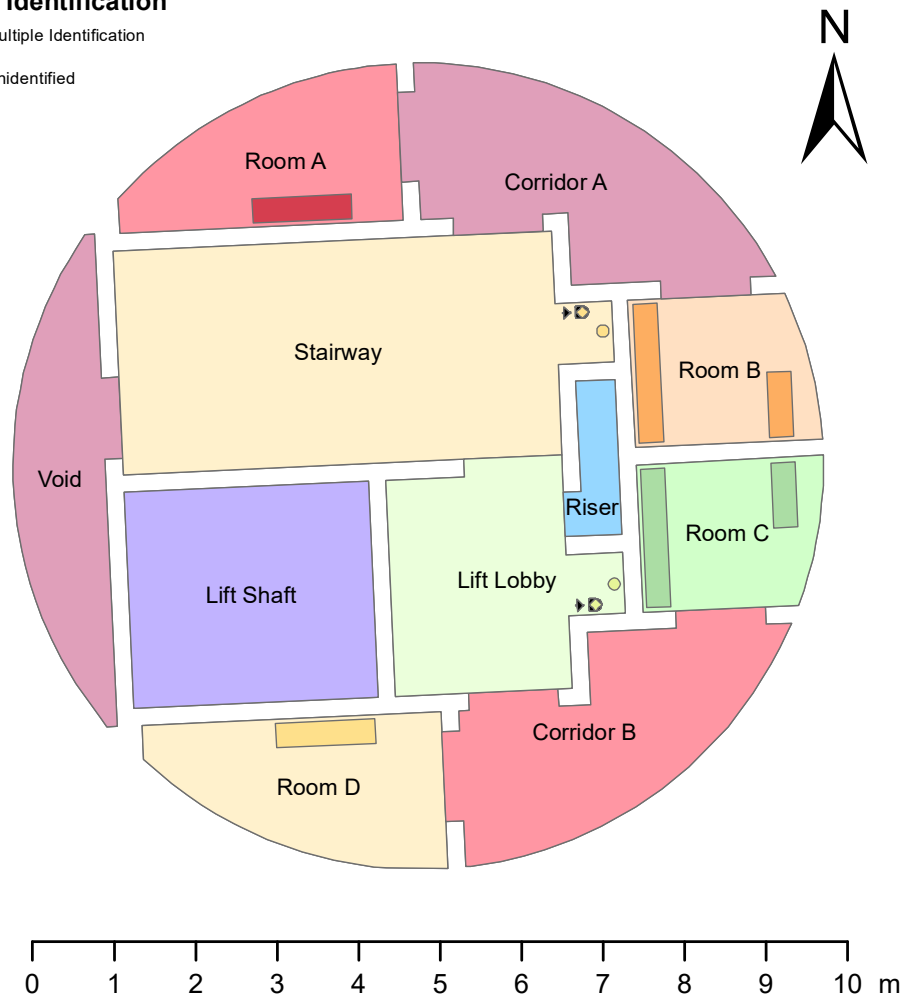 Identification
ultiple Identification
nidentified
N
Room A
Corridor A
Stairway
Room B
Void
Riser
Room C
Lift Shaft
Lift Lobby
Corridor B
Room D
0 1 2 3 4 5 6 7 8 9 10 m